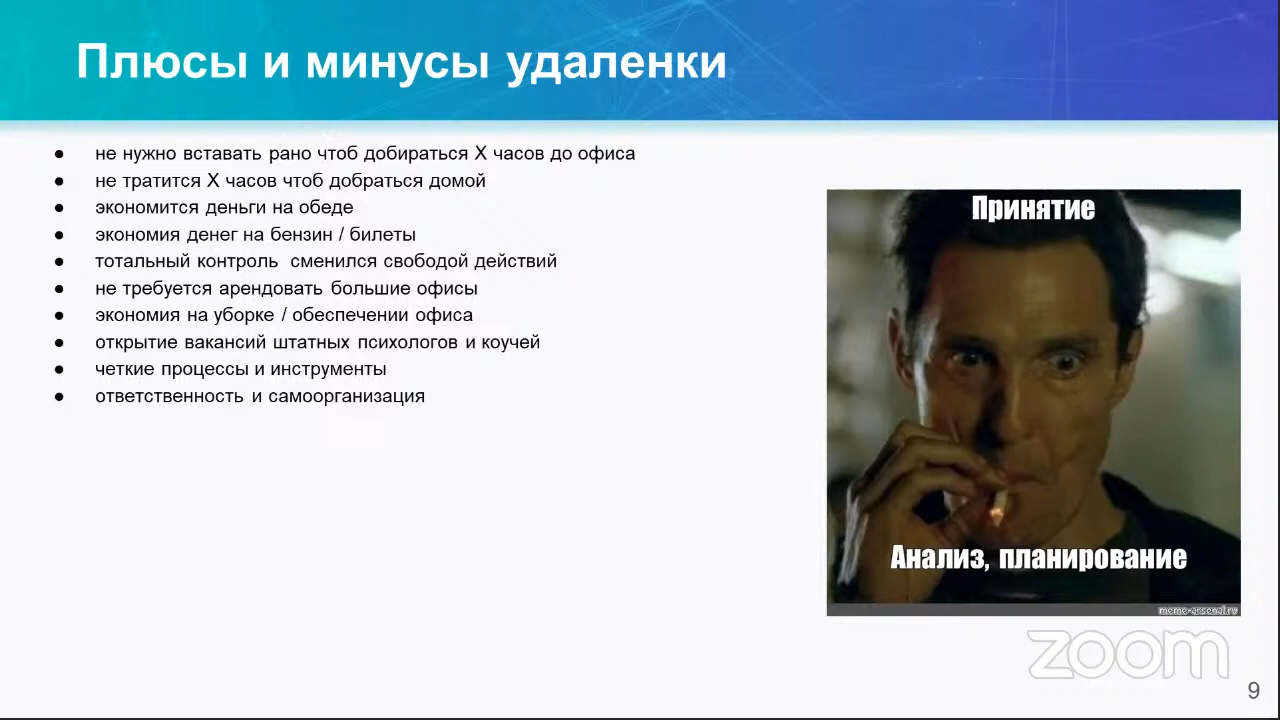 Плюсы и минусы удаленки
● не нужно вставать рано чтоб добираться X часов до офиса
● не тратится X часов чтоб добраться домой
● экономится деньги на обеде
● экономия денег на бензин / билеты
● тотальный контроль  сменился свободой действий
● не требуется арендовать большие офисы
● экономия на уборке / обеспечении офиса
● открытие вакансий штатных психологов и коучей
● четкие процессы и инструменты
● ответственность и самоорганизация
Принятие
Анализ, планирование
meme-arsenal.ru
zoom
9